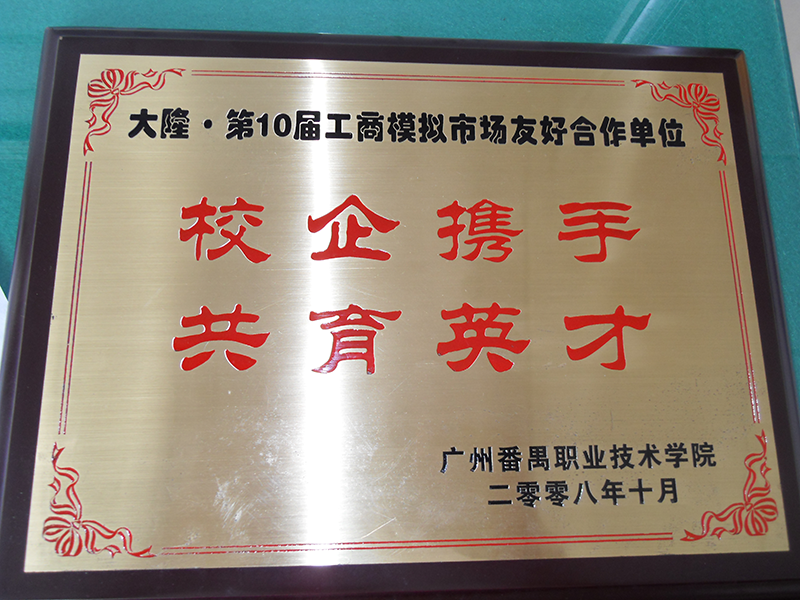 大隆·第10届工商模拟市场友好合作单位
校企携手
共育英才
广州番禺职业技术学院
二零零八年十月